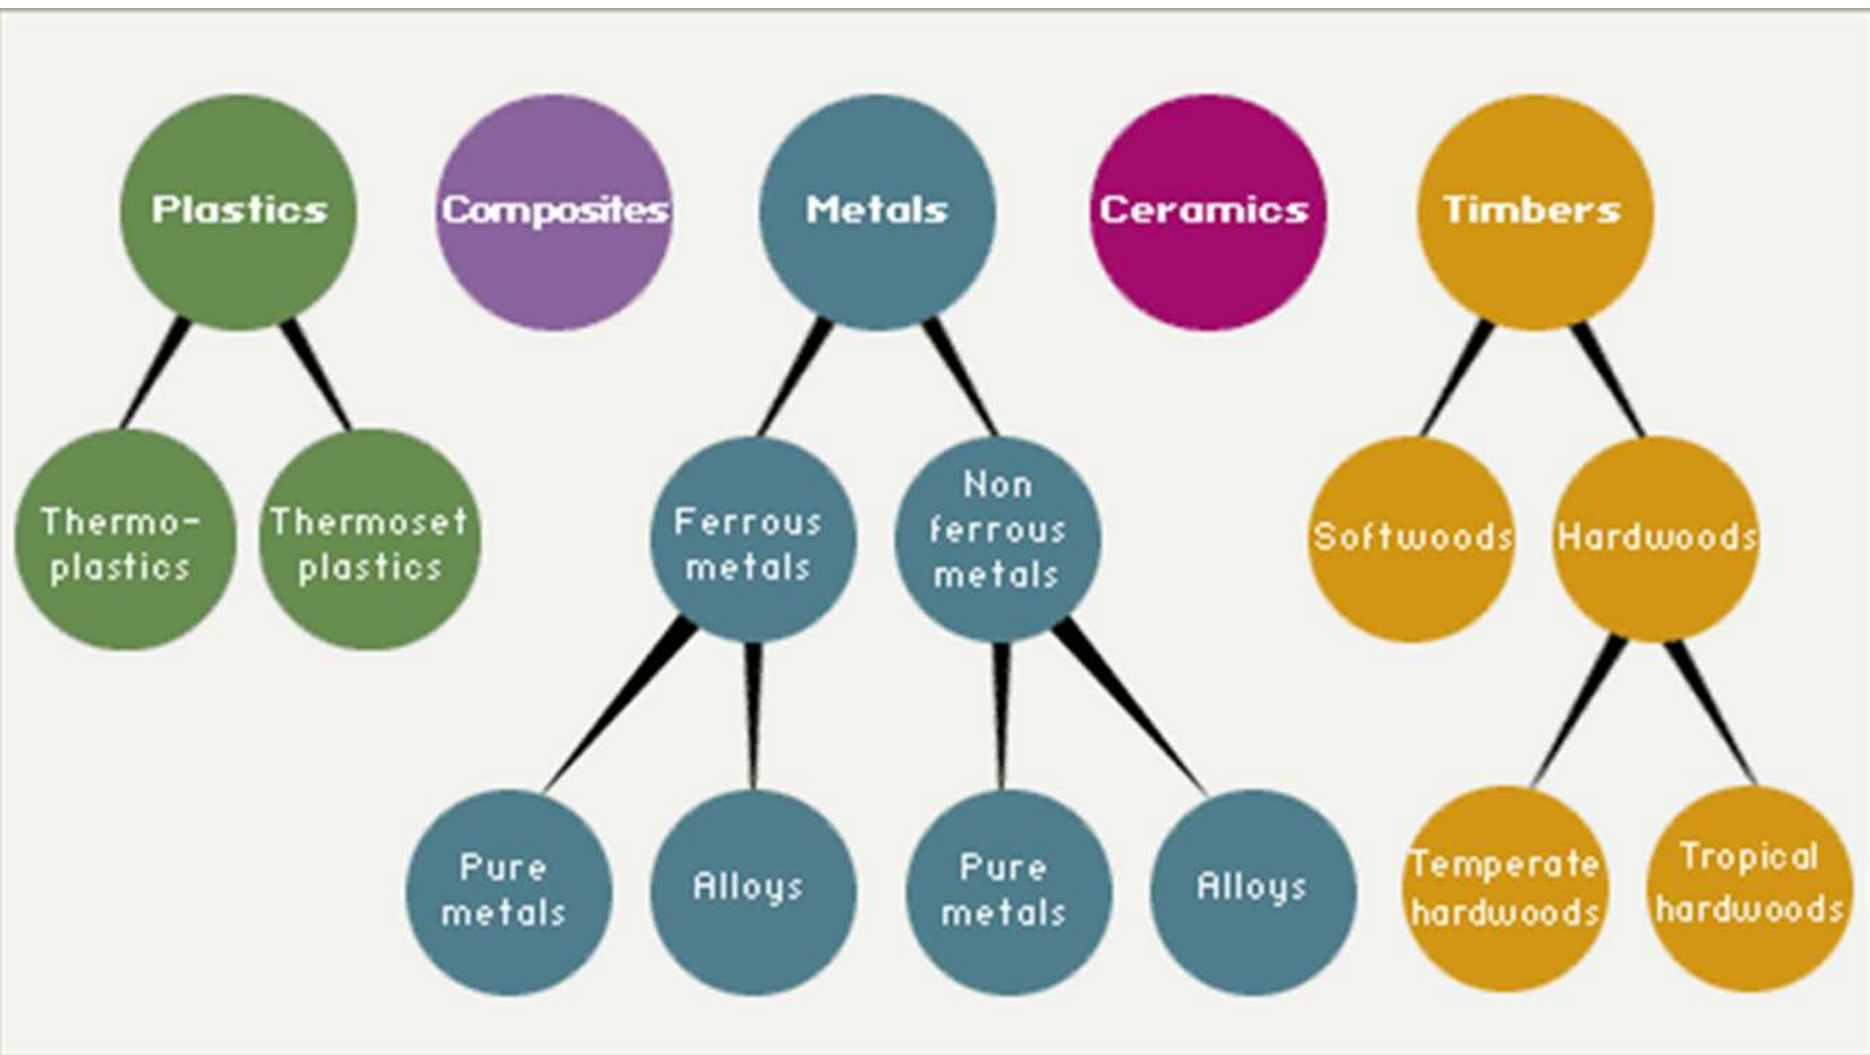 Plastics
Composites
Metals
Ceramics
Timbers
Thermo-
plastics
Thermoset
plastics
Ferrous
metals
Non
ferrous
metals
Softwoods
Hardwoods
Pure
metals
Alloys
Pure
metals
Alloys
Temperate
hardwoods
Tropical
hardwoods